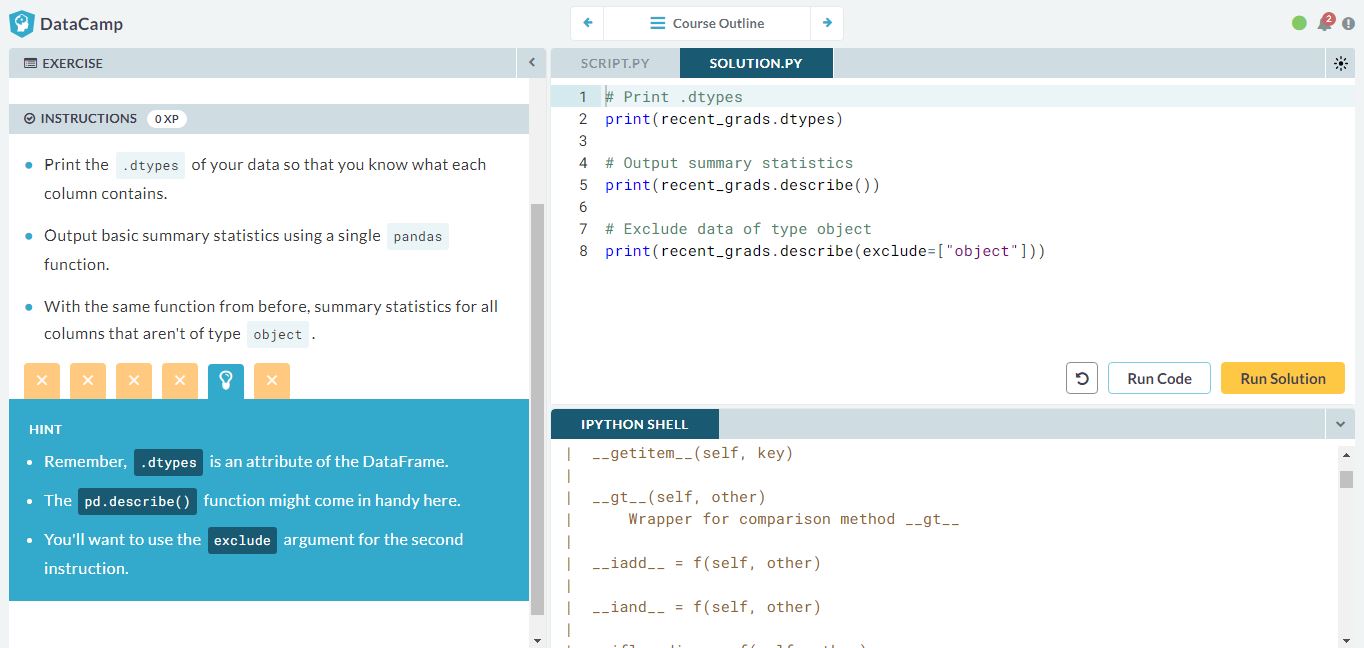 DataCamp
Course Outline
2
EXERCISE
INSTRUCTIONS 0 XP
Print the .dtypes of your data so that you know what each
column contains.
Output basic summary statistics using a single pandas
function.
With the same function from before, summary statistics for all
columns that aren't of type object .
HINT
Remember, .dtypes is an attribute of the DataFrame.
The pd.describe() function might come in handy here.
You'll want to use the exclude argument for the second
instruction.
SCRIPT.PY SOLUTION.PY
1 # Print .dtypes
2 print(recent_grads.dtypes)
3
4 # Output summary statistics
5 print(recent_grads.describe())
6
7 # Exclude data of type object
8 print(recent_grads.describe(exclude=["object"]))
Run Code Run Solution
IPYTHON SHELL
| __getitem__(self, key)
|
| __gt__(self, other)
| Wrapper for comparison method __gt__
|
| __iadd__ = f(self, other)
|
| __iand__ = f(self, other)
|